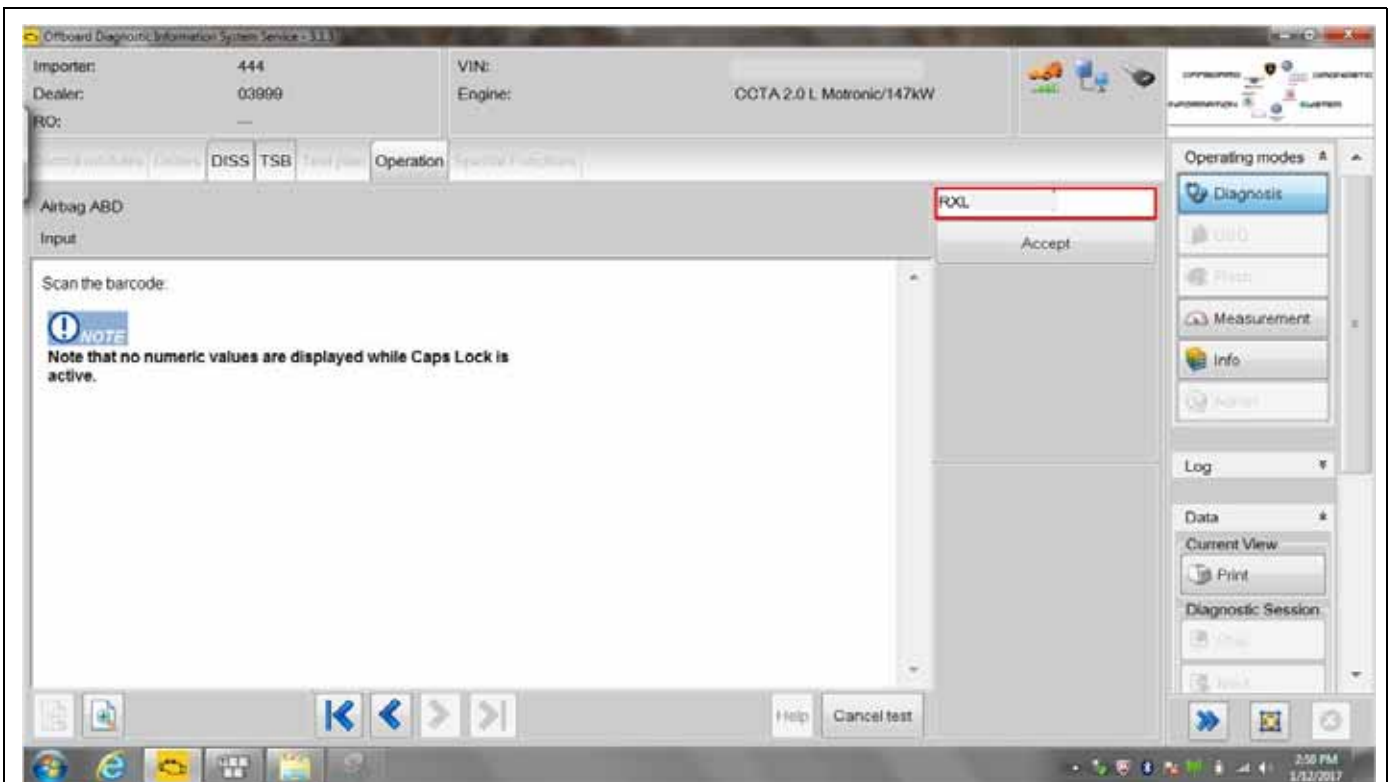 Offboard Diagnostic Information System Service - 3.1.3
Importer: 444 VIN:
Dealer: 03999 Engine: CCTA 2.0 L Motronic/147kW
RO: ---
DISS TSB Operation
Airbag ABD
Input
RXL
Accept
Scan the barcode:
NOTE
Note that no numeric values are displayed while Caps Lock is
active.
Help
Cancel test
Operating modes
Diagnosis
OBD
Flash
Measurement
Info
Admin
Log
Data
Current View
Print
Diagnostic Session
2:50 PM
1/12/2017